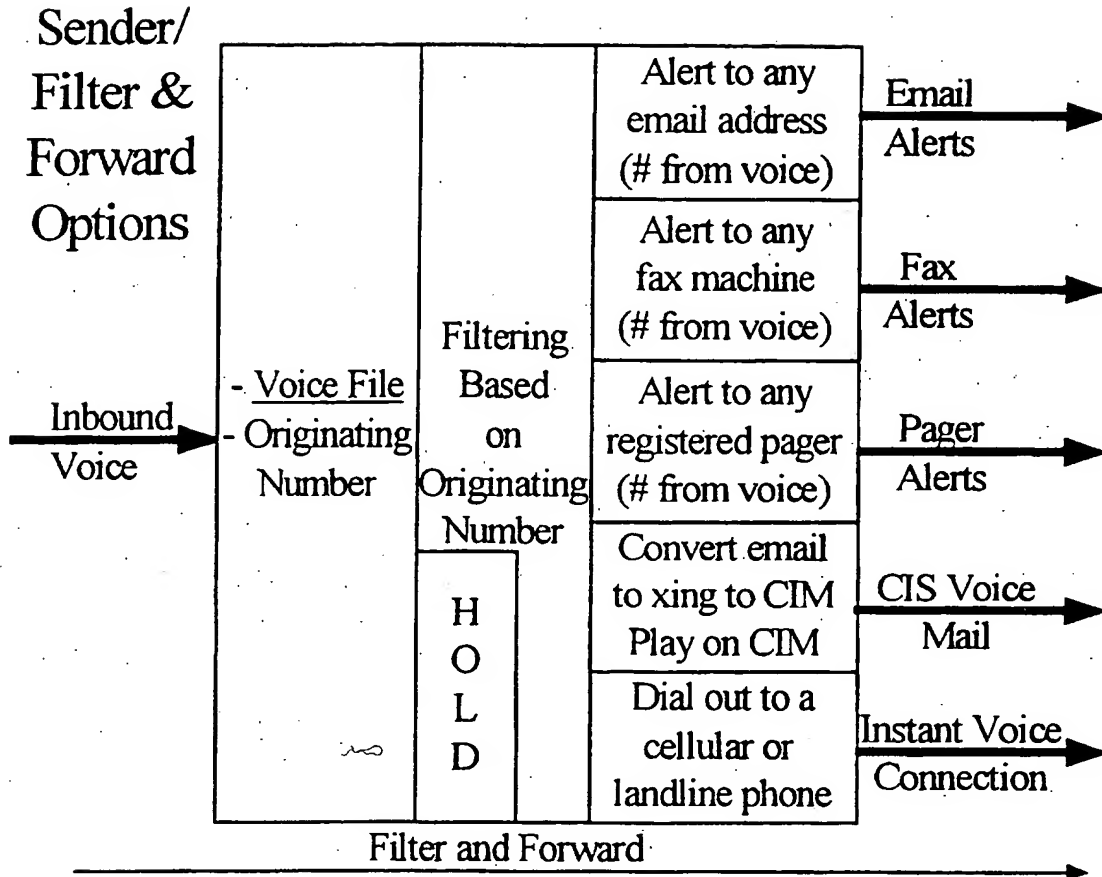 Sender/
Filter &
Forward
Options
Inbound
Voice
- Voice File
- Originating
Number
Filtering
Based
on
Originating
Number
H
O
L
D
Alert to any
email address
(# from voice)
Alert to any
fax machine
(# from voice)
Alert to any
registered pager
(# from voice)
Convert email
to xing to CIM
Play on CIM
Dial out to a
cellular or
landline phone
Email
Alerts
Fax
Alerts
Pager
Alerts
CIS Voice
Mail
Instant Voice
Connection
Filter and Forward